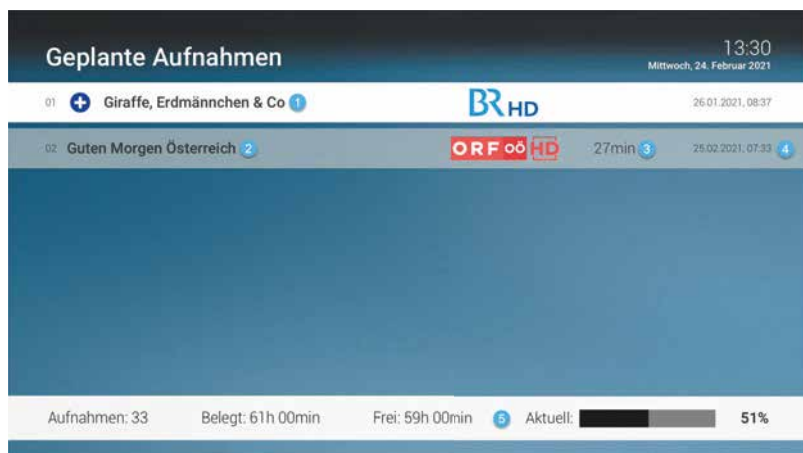 Geplante Aufnahmen
13:30
Mittwoch, 24. Februar 2021
01 Giraffe, Erdmännchen & Co 1 BR HD 26.01.2021, 08:37
02 Guten Morgen Österreich 2 ORF OÖ HD 27min 3 25.02.2021, 07:33 4
Aufnahmen: 33 Belegt: 61h 00min Frei: 59h 00min 5 Aktuell: 51%